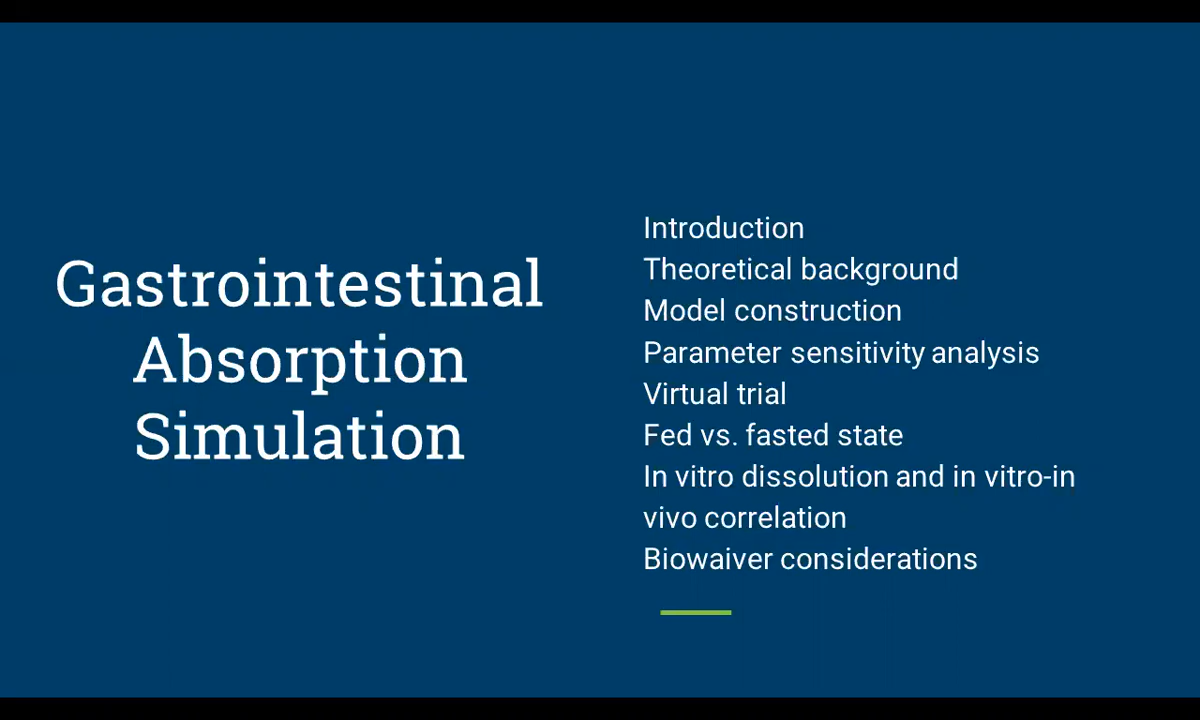 Gastrointestinal
Absorption
Simulation
Introduction
Theoretical background
Model construction
Parameter sensitivity analysis
Virtual trial
Fed vs. fasted state
In vitro dissolution and in vitro-in
vivo correlation
Biowaiver considerations